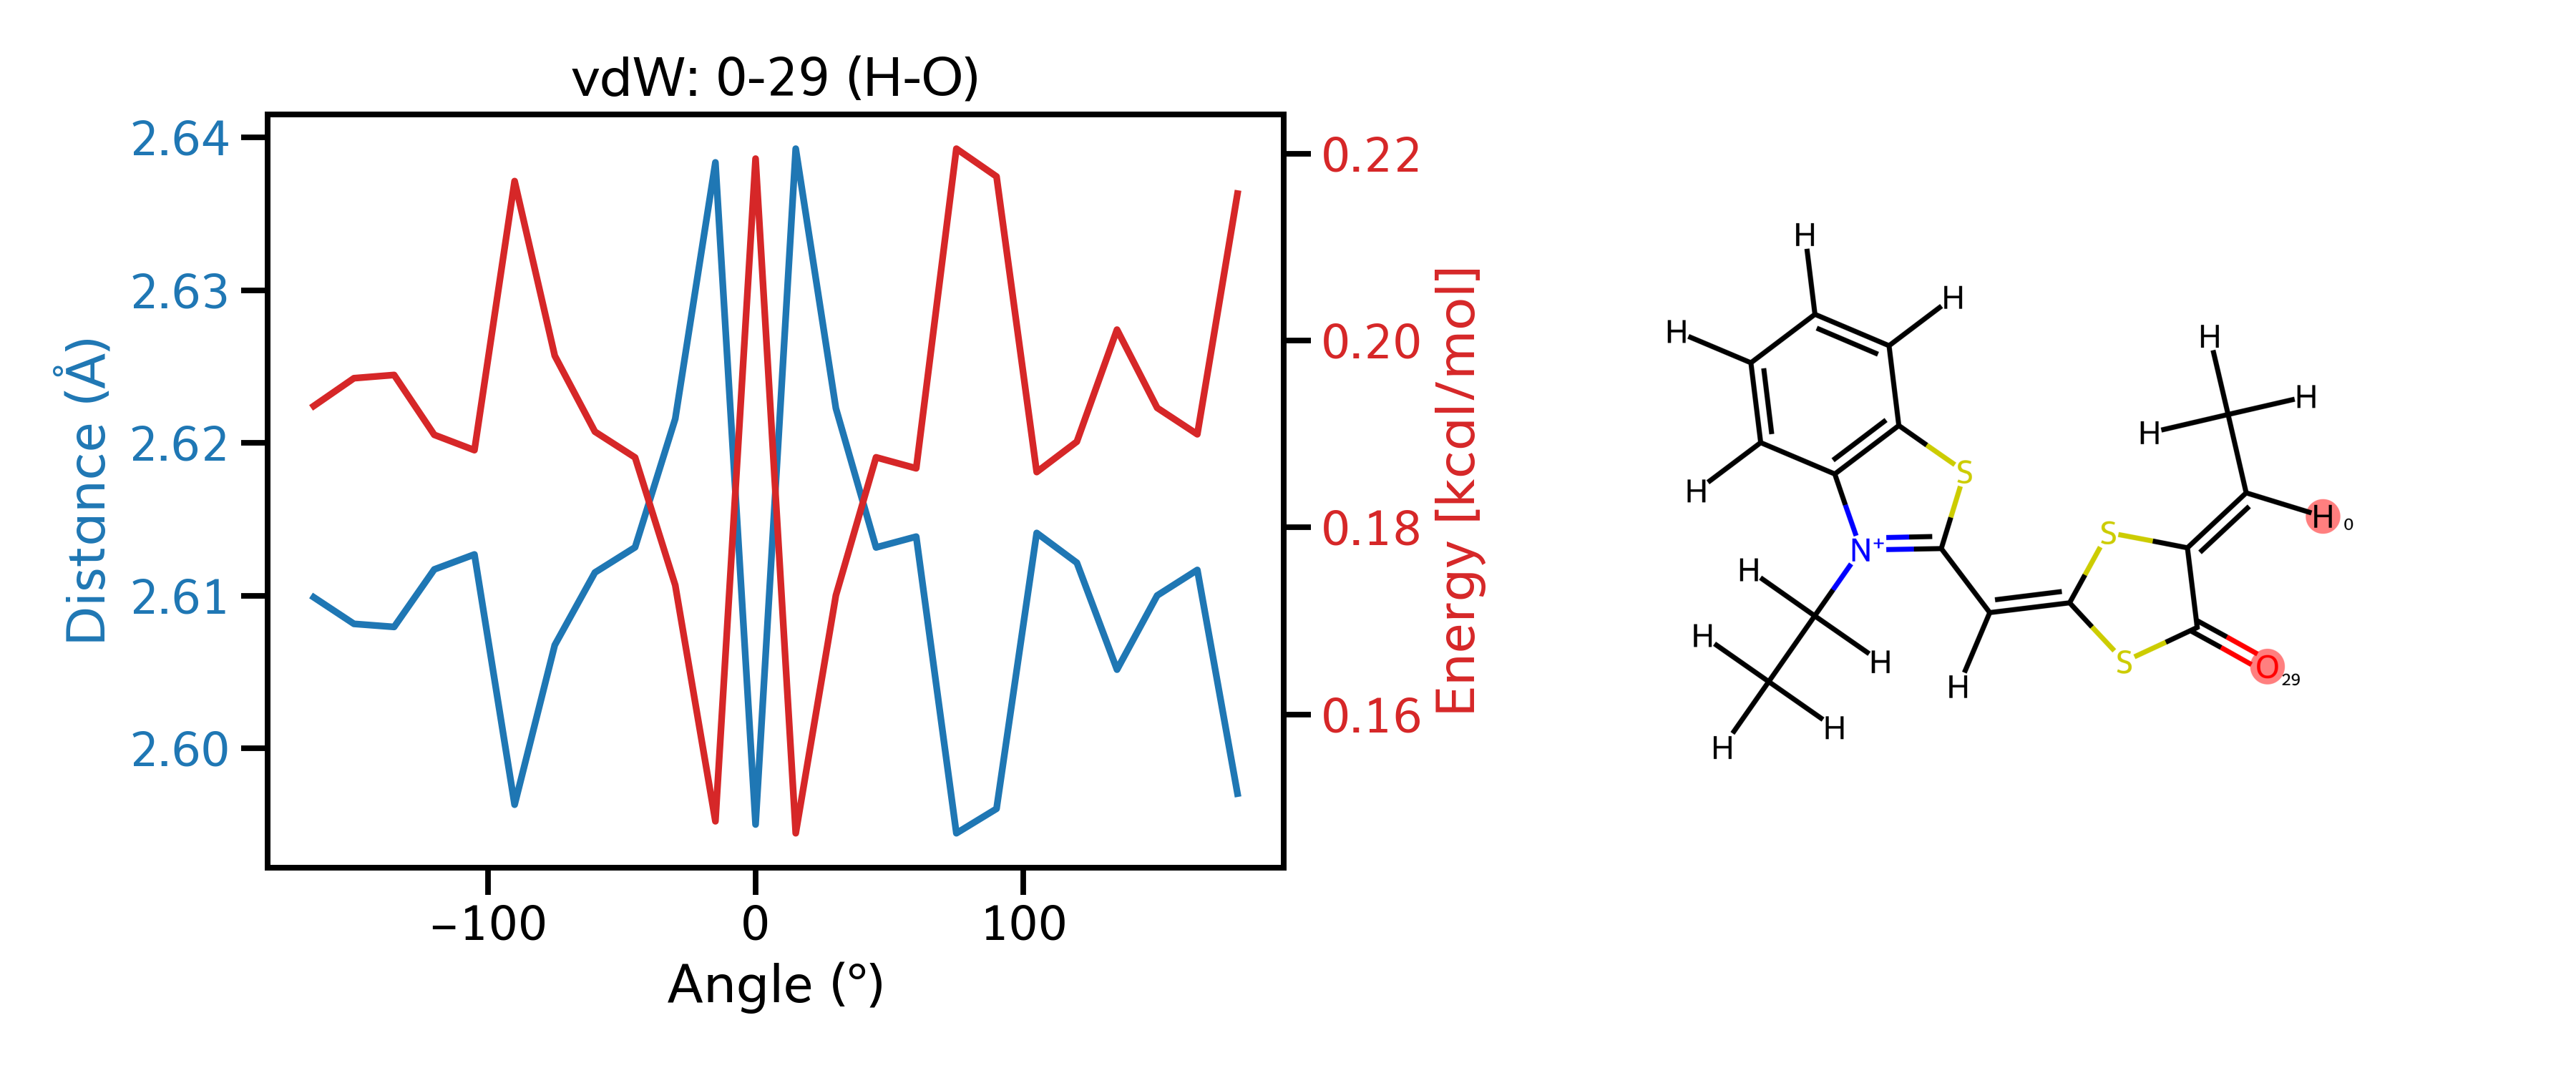 vdW: 0-29 (H-O)
2.64
2.63
2.62
2.61
2.60
Distance (Å)
0.22
0.20
0.18
0.16
Energy [kcal/mol]
−100
0
100
Angle (°)
H
H
H
H
H
H
H
H
S
S
H 0
N+
H
H
H
S
O 29
H
H
H